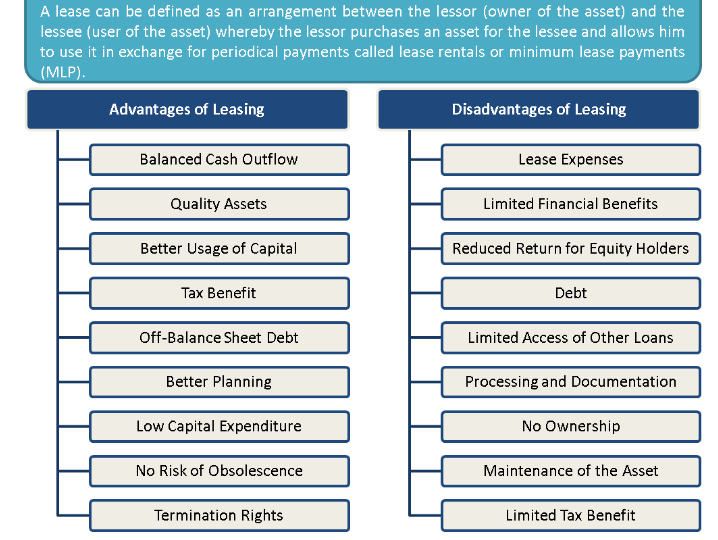 A lease can be defined as an arrangement between the lessor (owner of the asset) and the
lessee (user of the asset) whereby the lessor purchases an asset for the lessee and allows him
to use it in exchange for periodical payments called lease rentals or minimum lease payments
(MLP).
Advantages of Leasing
Balanced Cash Outflow
Quality Assets
Better Usage of Capital
Tax Benefit
Off-Balance Sheet Debt
Better Planning
Low Capital Expenditure
No Risk of Obsolescence
Termination Rights
Disadvantages of Leasing
Lease Expenses
Limited Financial Benefits
Reduced Return for Equity Holders
Debt
Limited Access of Other Loans
Processing and Documentation
No Ownership
Maintenance of the Asset
Limited Tax Benefit